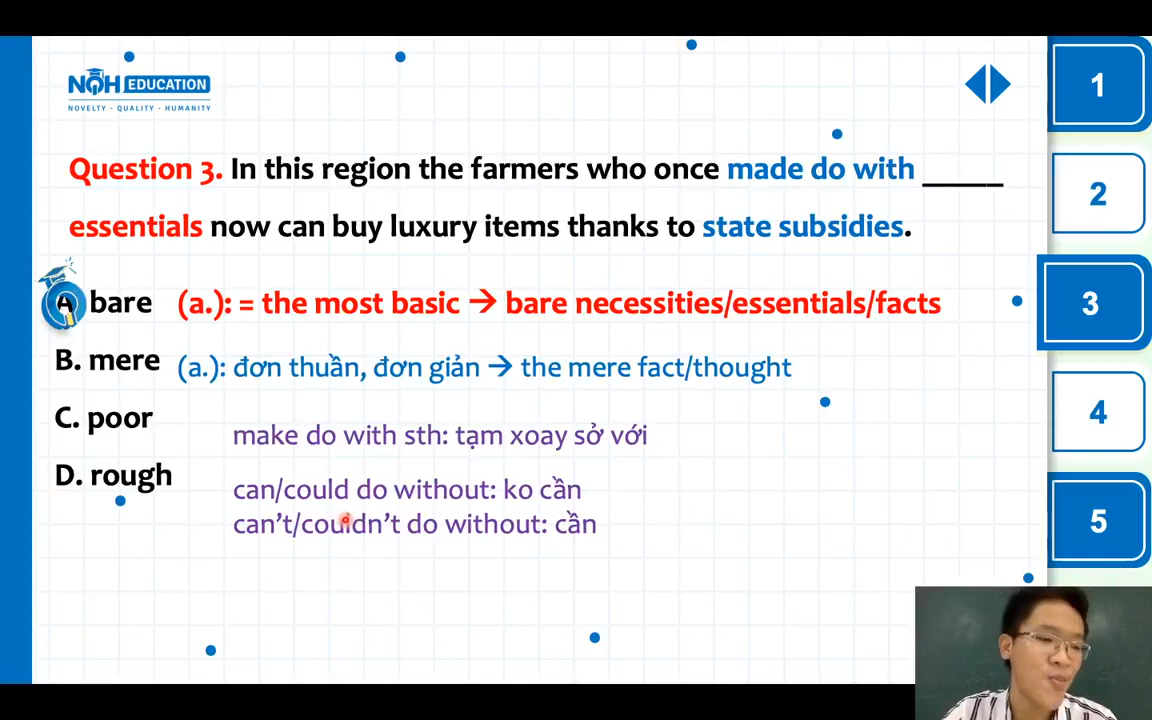 NQH EDUCATION
NOVELTY - QUALITY - HUMANITY
Question 3. In this region the farmers who once made do with _____
essentials now can buy luxury items thanks to state subsidies.
A bare (a.): = the most basic → bare necessities/essentials/facts
B. mere (a.): đơn thuần, đơn giản → the mere fact/thought
C. poor
make do with sth: tạm xoay sở với
D. rough
can/could do without: ko cần
can't/couldn't do without: cần
1
2
3
4
5